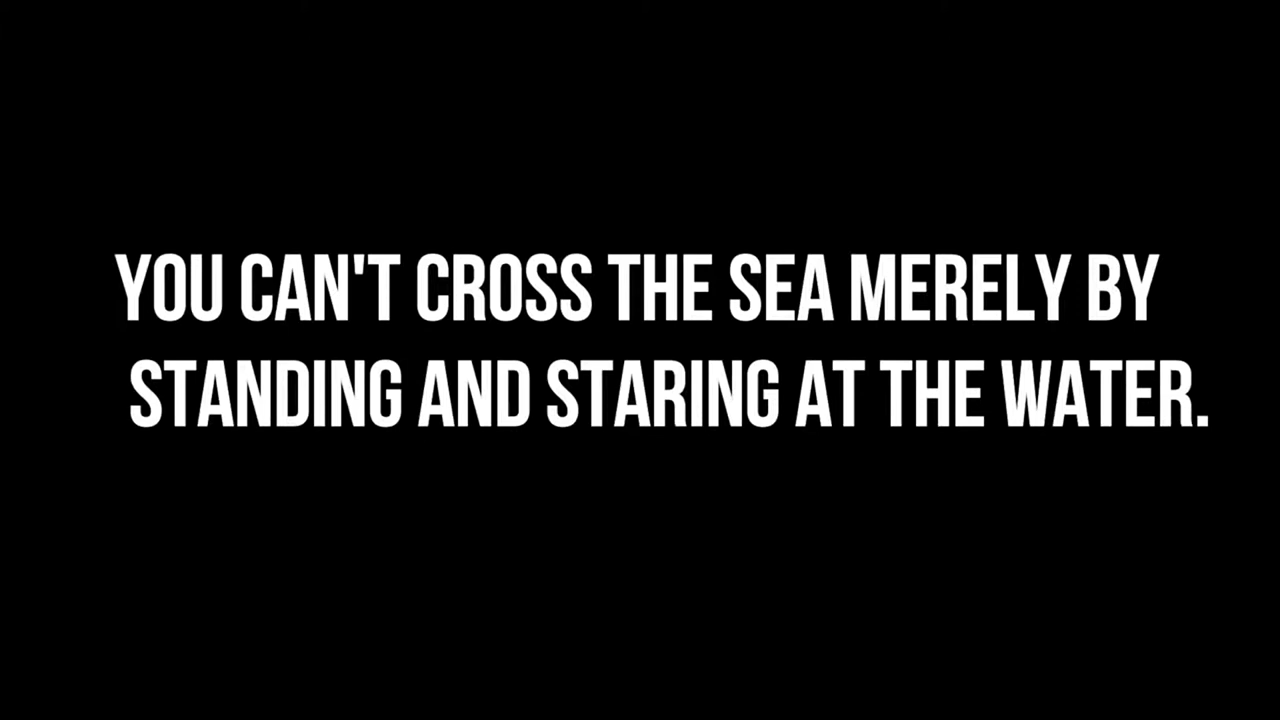 YOU CAN'T CROSS THE SEA MERELY BY
STANDING AND STARING AT THE WATER.